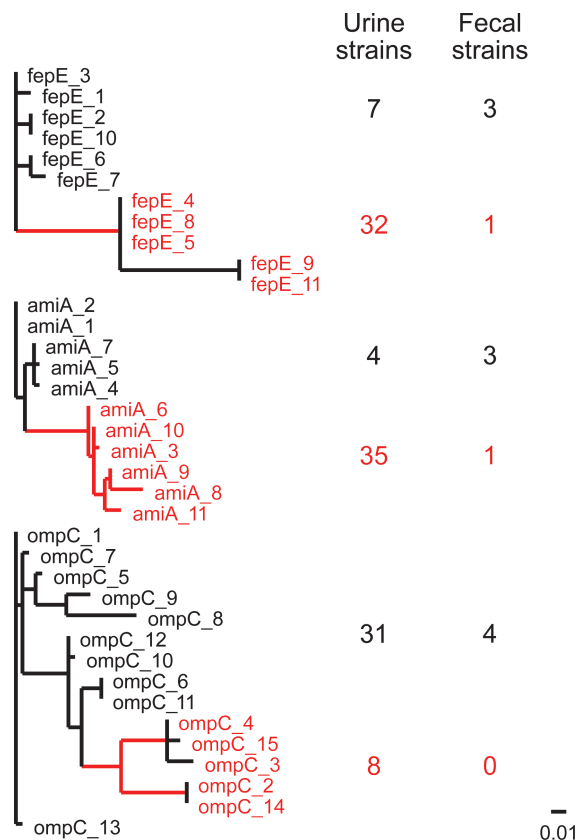 Urine strains
Fecal strains
fepE_3
fepE_1
fepE_2
fepE_10
fepE_6
fepE_7
7 3
fepE_4
fepE_8
fepE_5
32 1
fepE_9
fepE_11
amiA_2
amiA_1
amiA_7
amiA_5
amiA_4
4 3
amiA_6
amiA_10
amiA_3
amiA_9
amiA_8
amiA_11
35 1
ompC_1
ompC_7
ompC_5
ompC_9
ompC_8
ompC_12
ompC_10
ompC_6
ompC_11
31 4
ompC_4
ompC_15
ompC_3
ompC_2
ompC_14
8 0
ompC_13
0.01